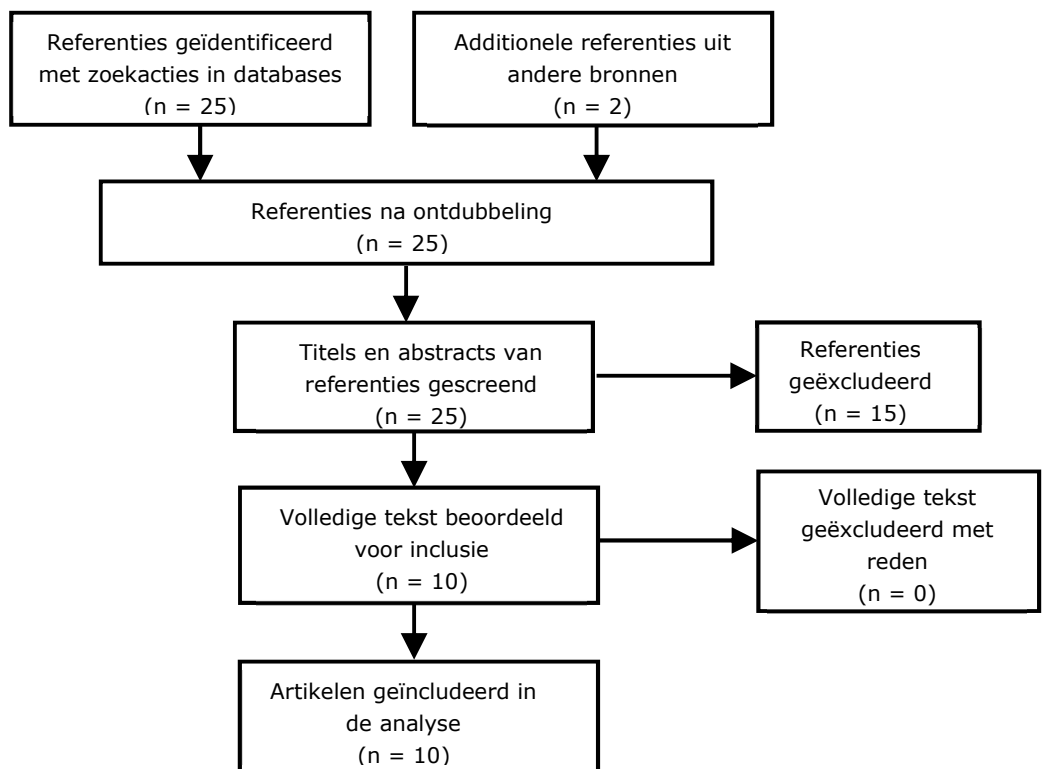 Referenties geïdentificeerd
met zoekacties in databases
(n = 25)
Additionele referenties uit
andere bronnen
(n = 2)
Referenties na ontdubbeling
(n = 25)
Titels en abstracts van
referenties gescreend
(n = 25)
Referenties
geëxcludeerd
(n = 15)
Volledige tekst beoordeeld
voor inclusie
(n = 10)
Volledige tekst
geëxcludeerd met
reden
(n = 0)
Artikelen geïncludeerd in
de analyse
(n = 10)